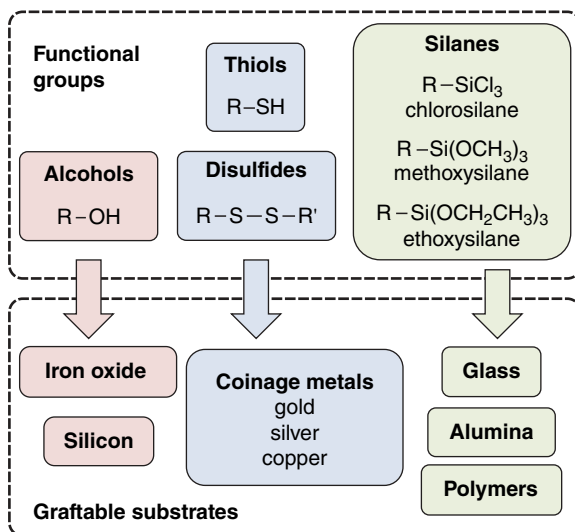 Functional
groups
Thiols
R–SH
Silanes
R–SiCl₃
chlorosilane
R–Si(OCH₃)₃
methoxysilane
R–Si(OCH₂CH₃)₃
ethoxysilane
Alcohols
R–OH
Disulfides
R–S–S–R'
Iron oxide
Silicon
Coinage metals
gold
silver
copper
Glass
Alumina
Polymers
Graftable substrates